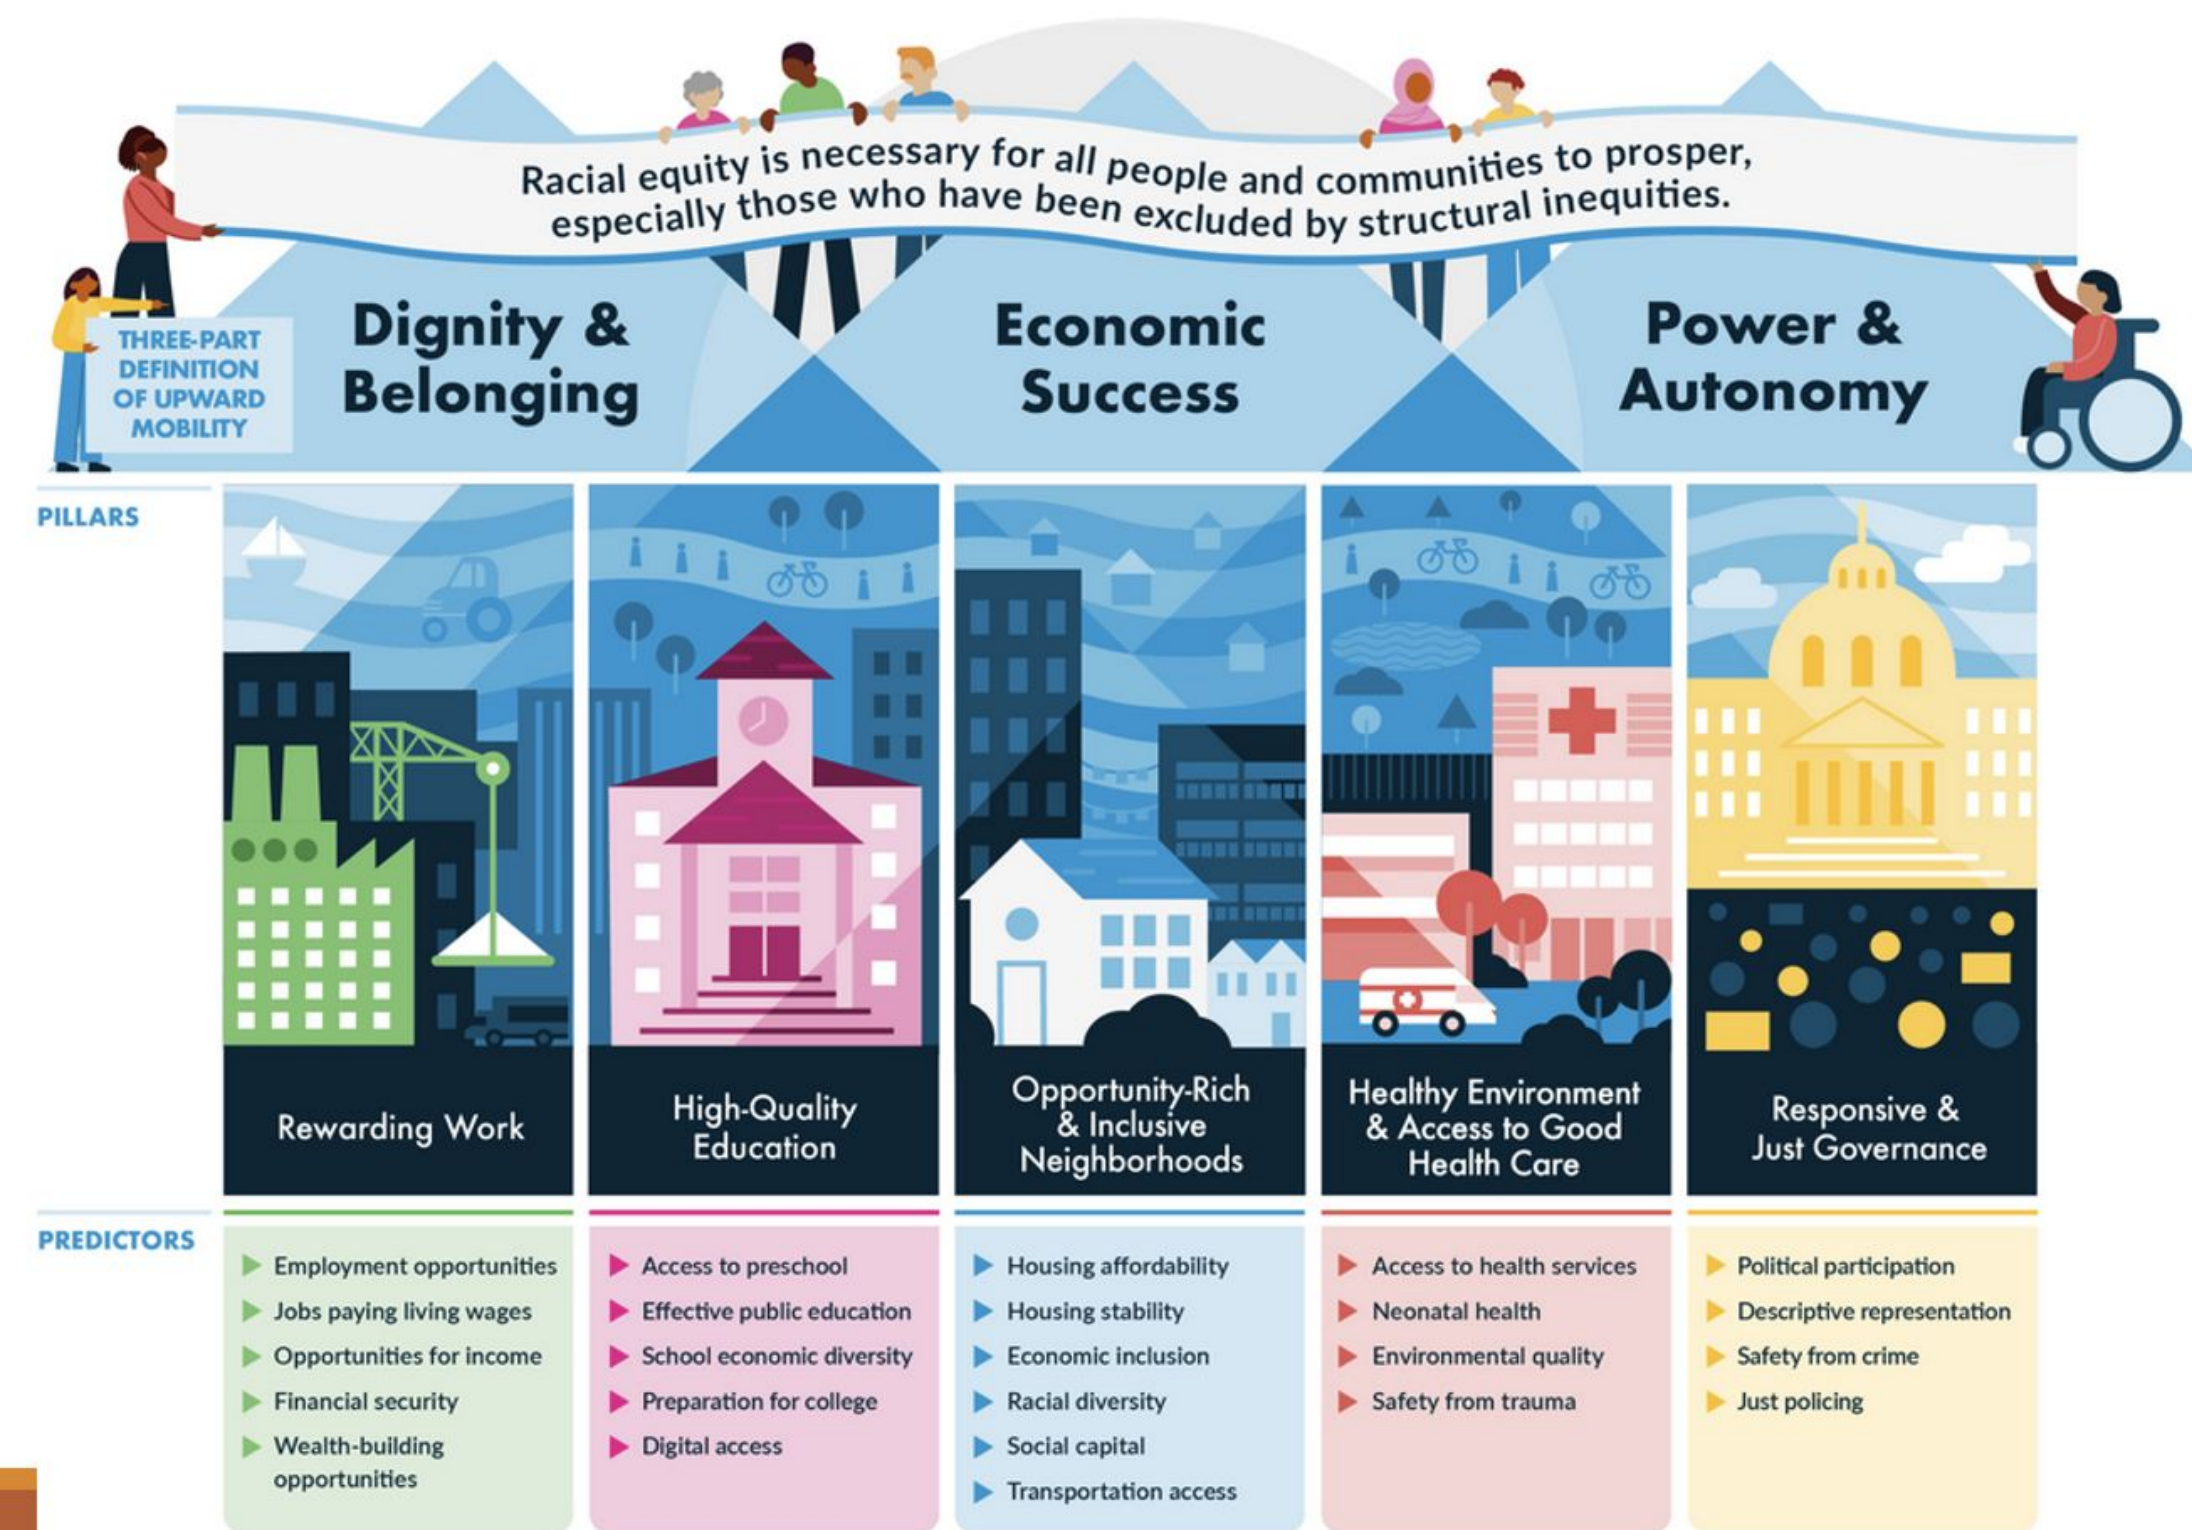 Racial equity is necessary for all people and communities to prosper,
especially those who have been excluded by structural inequities.
THREE-PART
DEFINITION
OF UPWARD
MOBILITY
Dignity &
Belonging
Economic
Success
Power &
Autonomy
PILLARS
Rewarding Work
High-Quality
Education
Opportunity-Rich
& Inclusive
Neighborhoods
Healthy Environment
& Access to Good
Health Care
Responsive &
Just Governance
PREDICTORS
Employment opportunities
Jobs paying living wages
Opportunities for income
Financial security
Wealth-building
opportunities
Access to preschool
Effective public education
School economic diversity
Preparation for college
Digital access
Housing affordability
Housing stability
Economic inclusion
Racial diversity
Social capital
Transportation access
Access to health services
Neonatal health
Environmental quality
Safety from trauma
Political participation
Descriptive representation
Safety from crime
Just policing